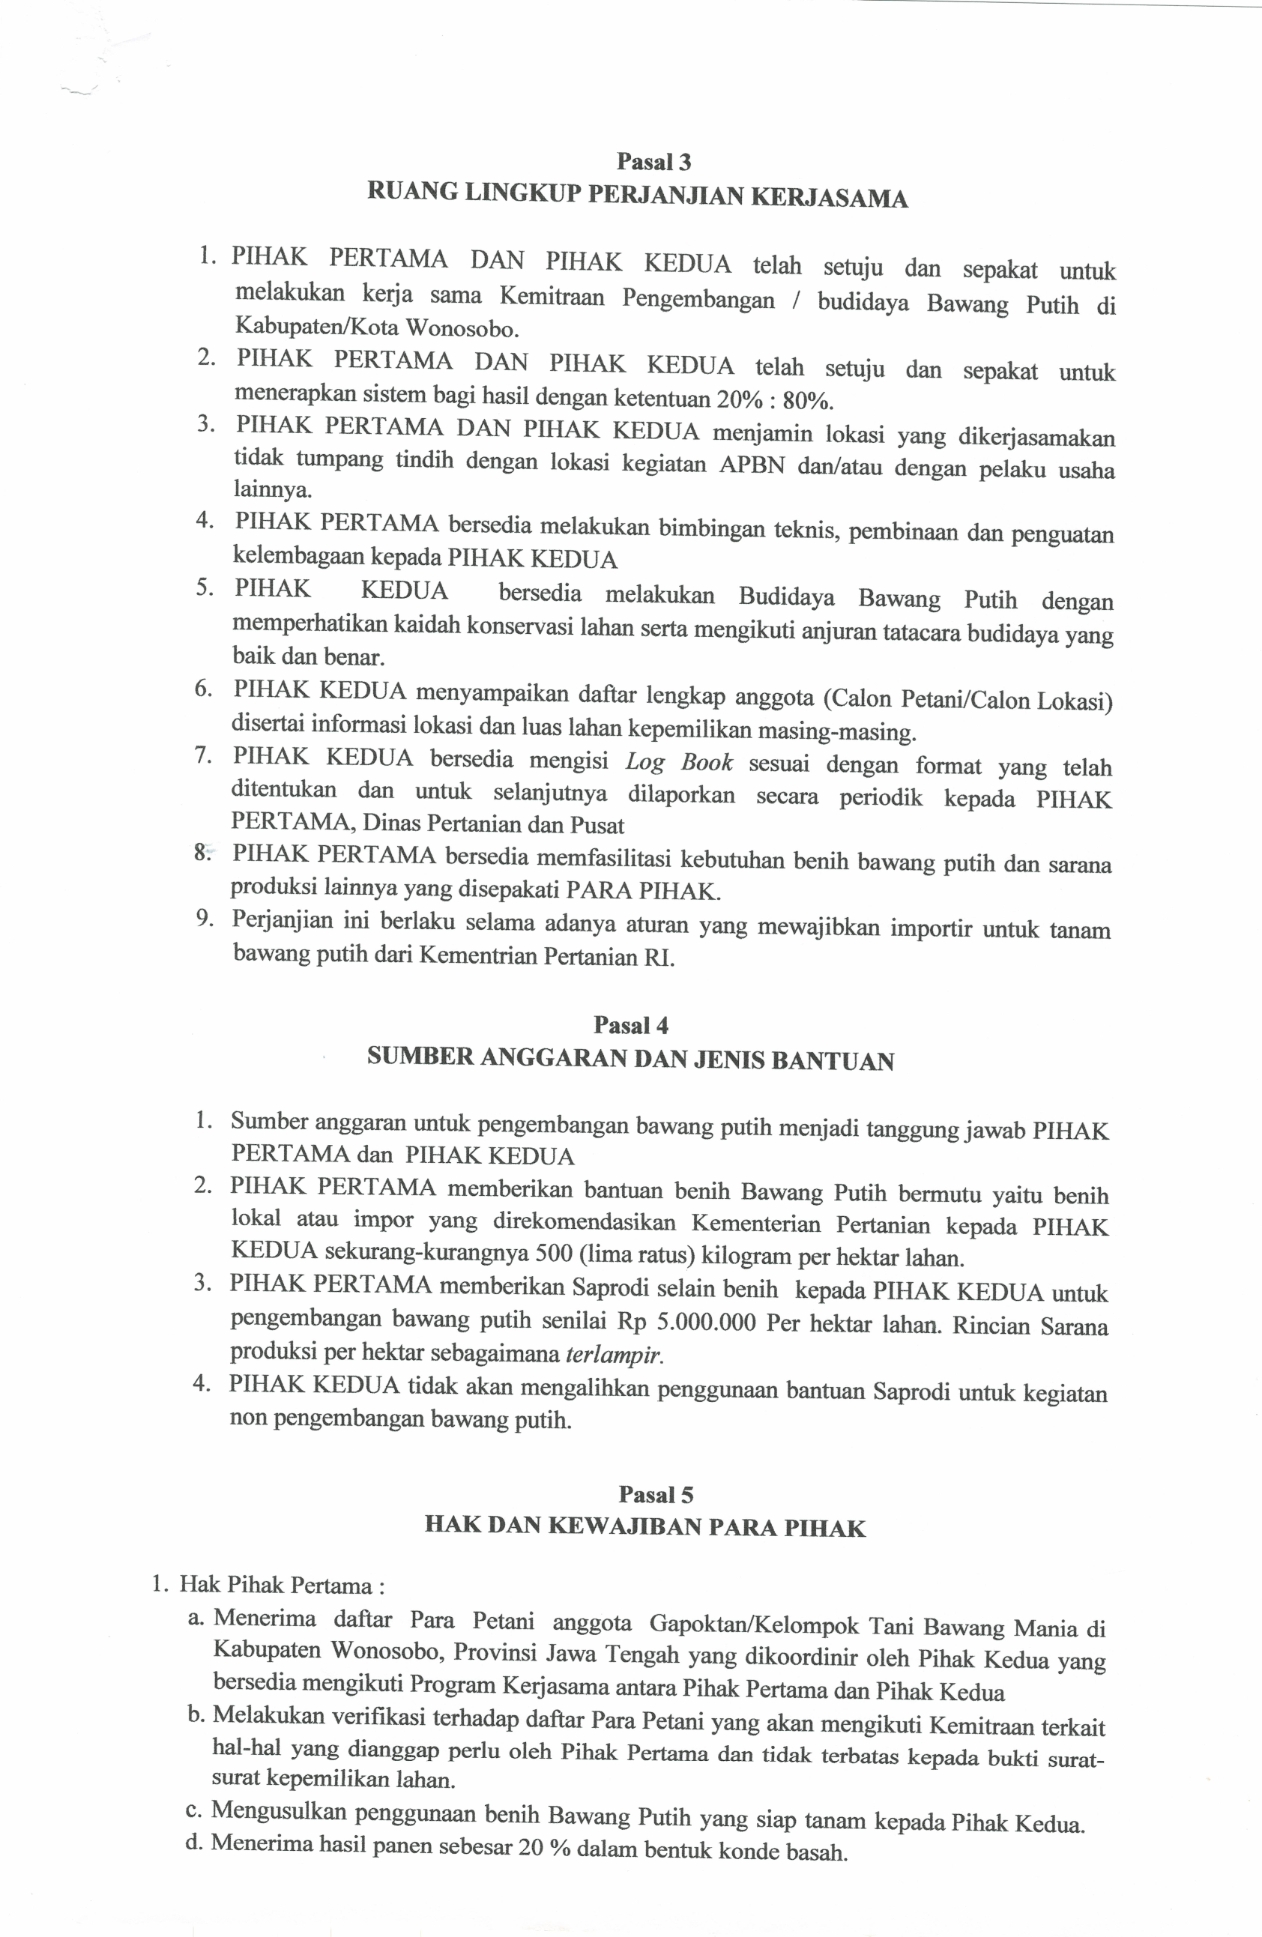 Pasal 3
RUANG LINGKUP PERJANJIAN KERJASAMA
1. PIHAK PERTAMA DAN PIHAK KEDUA telah setuju dan sepakat untuk
melakukan kerja sama Kemitraan Pengembangan / budidaya Bawang Putih di
Kabupaten/Kota Wonosobo.
2. PIHAK PERTAMA DAN PIHAK KEDUA telah setuju dan sepakat untuk
menerapkan sistem bagi hasil dengan ketentuan 20% : 80%.
3. PIHAK PERTAMA DAN PIHAK KEDUA menjamin lokasi yang dikerjasamakan
tidak tumpang tindih dengan lokasi kegiatan APBN dan/atau dengan pelaku usaha
lainnya.
4. PIHAK PERTAMA bersedia melakukan bimbingan teknis, pembinaan dan penguatan
kelembagaan kepada PIHAK KEDUA
5. PIHAK KEDUA bersedia melakukan Budidaya Bawang Putih dengan
memperhatikan kaidah konservasi lahan serta mengikuti anjuran tatacara budidaya yang
baik dan benar.
6. PIHAK KEDUA menyampaikan daftar lengkap anggota (Calon Petani/Calon Lokasi)
disertai informasi lokasi dan luas lahan kepemilikan masing-masing.
7. PIHAK KEDUA bersedia mengisi Log Book sesuai dengan format yang telah
ditentukan dan untuk selanjutnya dilaporkan secara periodik kepada PIHAK
PERTAMA, Dinas Pertanian dan Pusat
8. PIHAK PERTAMA bersedia memfasilitasi kebutuhan benih bawang putih dan sarana
produksi lainnya yang disepakati PARA PIHAK.
9. Perjanjian ini berlaku selama adanya aturan yang mewajibkan importir untuk tanam
bawang putih dari Kementrian Pertanian RI.
Pasal 4
SUMBER ANGGARAN DAN JENIS BANTUAN
1. Sumber anggaran untuk pengembangan bawang putih menjadi tanggung jawab PIHAK
PERTAMA dan PIHAK KEDUA
2. PIHAK PERTAMA memberikan bantuan benih Bawang Putih bermutu yaitu benih
lokal atau impor yang direkomendasikan Kementerian Pertanian kepada PIHAK
KEDUA sekurang-kurangnya 500 (lima ratus) kilogram per hektar lahan.
3. PIHAK PERTAMA memberikan Saprodi selain benih kepada PIHAK KEDUA untuk
pengembangan bawang putih senilai Rp 5.000.000 Per hektar lahan. Rincian Sarana
produksi per hektar sebagaimana terlampir.
4. PIHAK KEDUA tidak akan mengalihkan penggunaan bantuan Saprodi untuk kegiatan
non pengembangan bawang putih.
Pasal 5
HAK DAN KEWAJIBAN PARA PIHAK
1. Hak Pihak Pertama :
a. Menerima daftar Para Petani anggota Gapoktan/Kelompok Tani Bawang Mania di
Kabupaten Wonosobo, Provinsi Jawa Tengah yang dikoordinir oleh Pihak Kedua yang
bersedia mengikuti Program Kerjasama antara Pihak Pertama dan Pihak Kedua
b. Melakukan verifikasi terhadap daftar Para Petani yang akan mengikuti Kemitraan terkait
hal-hal yang dianggap perlu oleh Pihak Pertama dan tidak terbatas kepada bukti surat-
surat kepemilikan lahan.
c. Mengusulkan penggunaan benih Bawang Putih yang siap tanam kepada Pihak Kedua.
d. Menerima hasil panen sebesar 20 % dalam bentuk konde basah.